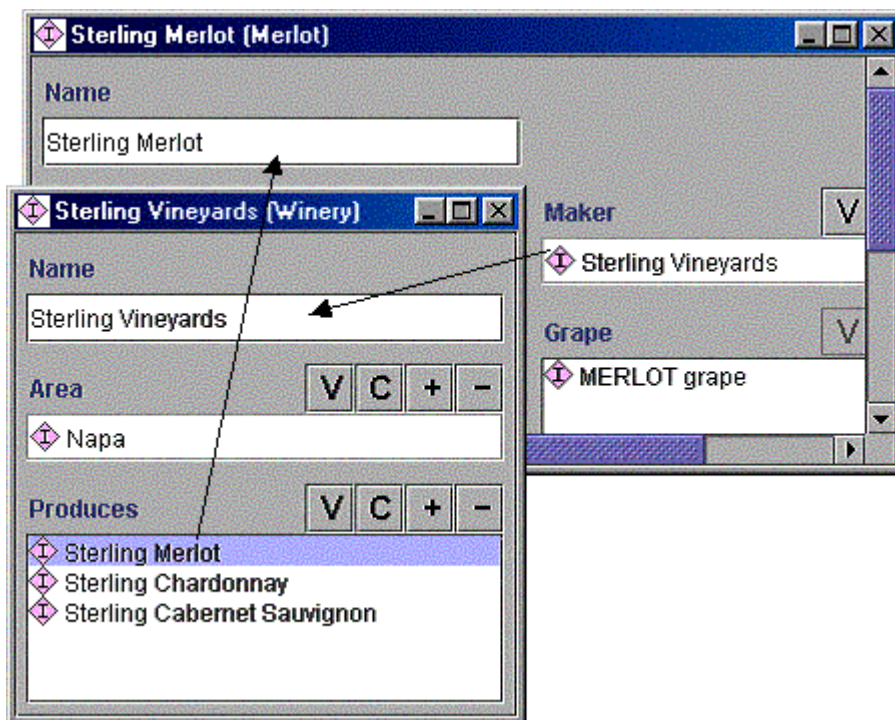 Sterling Merlot (Merlot)
Name
Sterling Merlot
Maker
V
Sterling Vineyards
Grape
V
MERLOT grape
Sterling Vineyards (Winery)
Name
Sterling Vineyards
Area
V C + -
Napa
Produces
V C + -
Sterling Merlot
Sterling Chardonnay
Sterling Cabernet Sauvignon